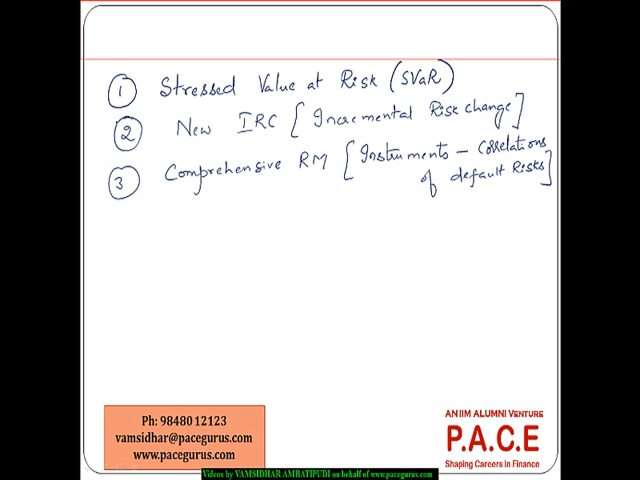 1 Stressed Value at Risk (SVaR)
2 New IRC [Incremental Risk change]
3 Comprehensive RM [Instruments - Correlations
of default Risks]
Ph: 98480 12123
vamsidhar@pacegurus.com
www.pacegurus.com
AN IIM ALUMNI VENTURE
P.A.C.E
Shaping Careers in Finance
Videos by VAMSIDHAR AMBATIPUDI on behalf of www.pacegurus.com